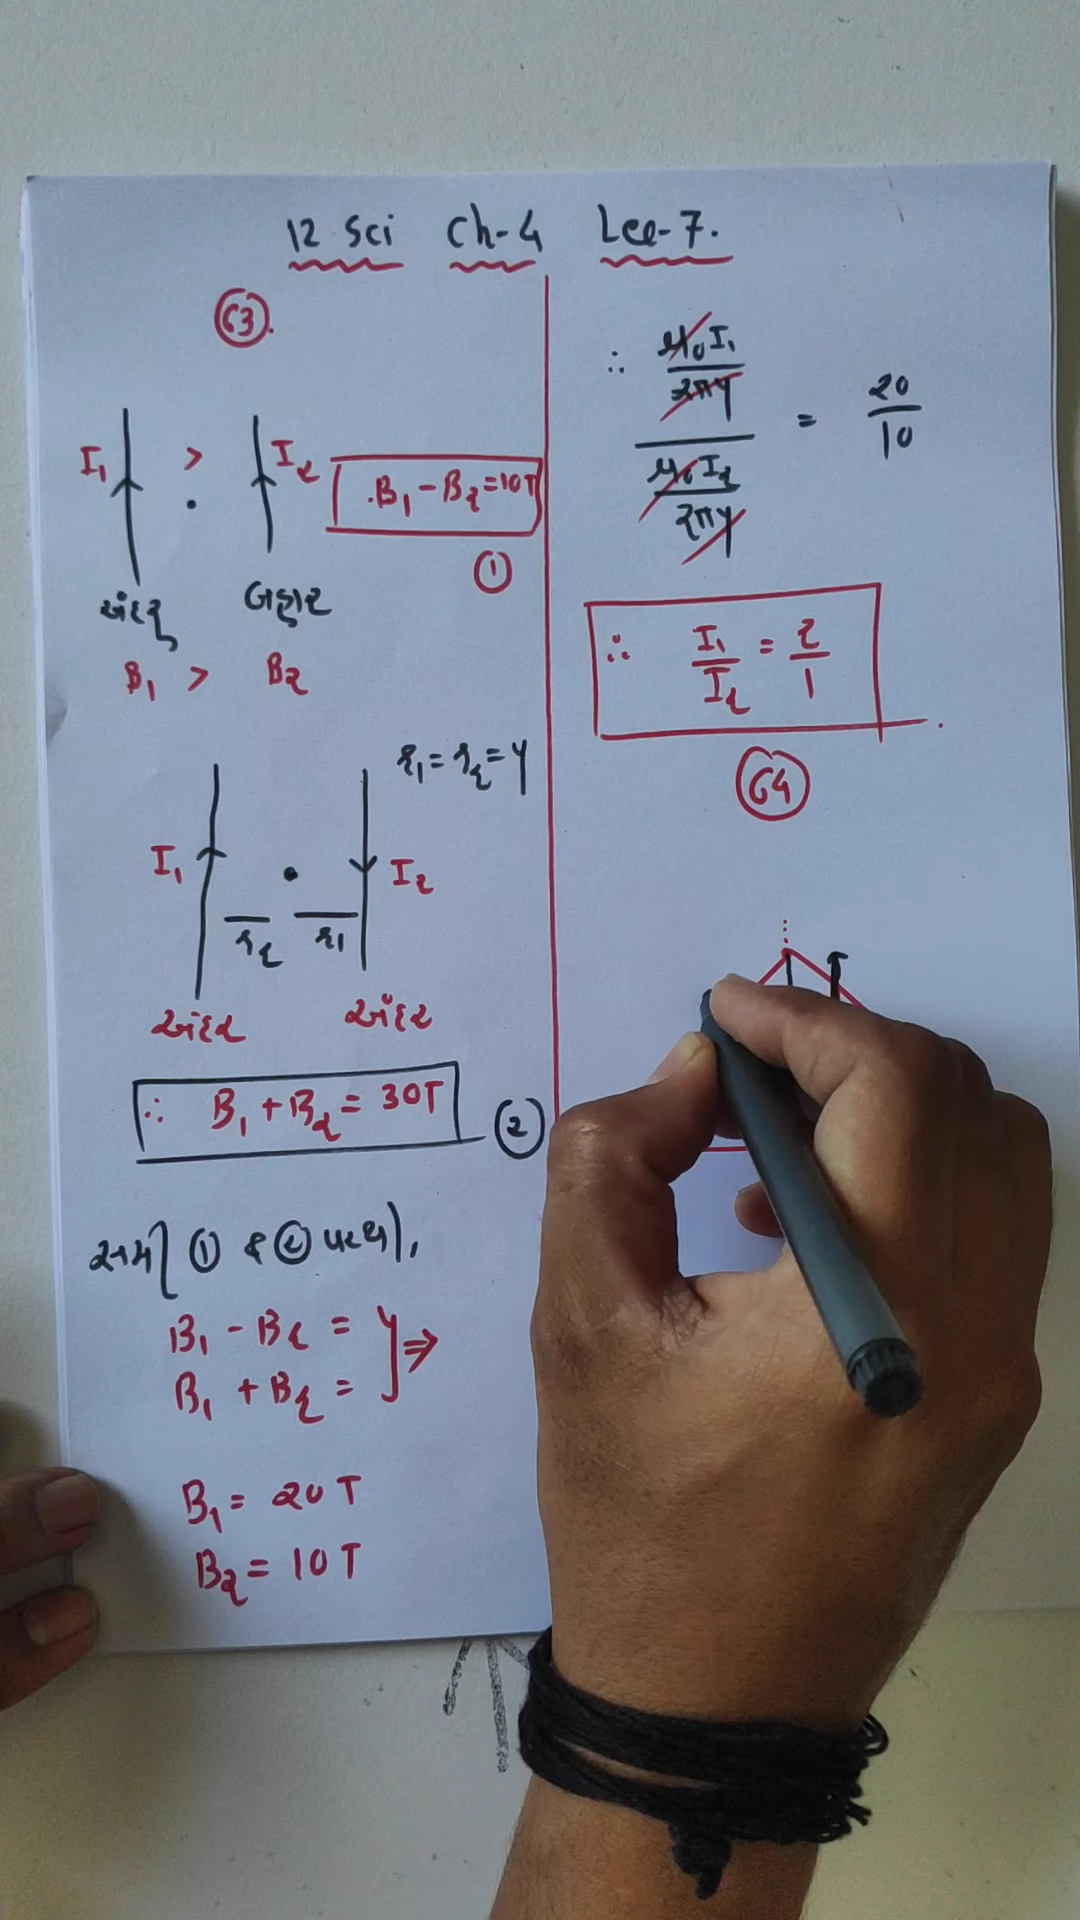 12 Sci Ch-4 Lec-7.
63.
I₁ > I₂
B₁ - B₂ = 10T
①
અંદર બહાર
B₁ > B₂
r₁ = r₂ = y
I₁ I₂
r₂ r₁
અંદર અંદર
∴ B₁ + B₂ = 30T
②
સમી ① & ② પરથી,
B₁ - B₂ =
B₁ + B₂ =
} ⇒
B₁ = 20 T
B₂ = 10 T
∴ (μ₀I₁ / 2πy) / (μ₀I₂ / 2πy) = 20 / 10
∴ I₁ / I₂ = 2 / 1
64